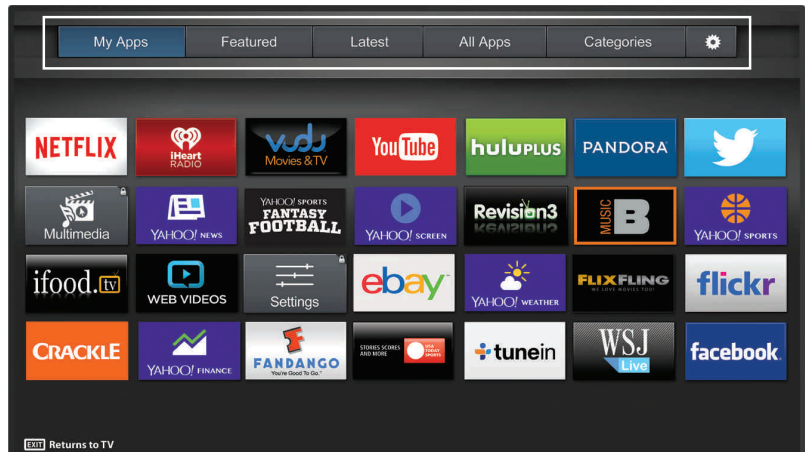 My Apps Featured Latest All Apps Categories
NETFLIX
iHeart
RADIO
vudu
Movies & TV
YouTube
huluPLUS
PANDORA
Multimedia
YAHOO! NEWS
YAHOO! SPORTS
FANTASY
FOOTBALL
YAHOO! SCREEN
Revision3
MUSIC B
YAHOO! SPORTS
ifood.tv
WEB VIDEOS
Settings
ebay
YAHOO! WEATHER
FLIXFLING
WE LOVE MOVIES TOO!
flickr
CRACKLE
YAHOO! FINANCE
FANDANGO
You're Good To Go.
STORIES SCORES
AND MORE
USA
TODAY
SPORTS
tunein
WSJ
Live
facebook
EXIT Returns to TV